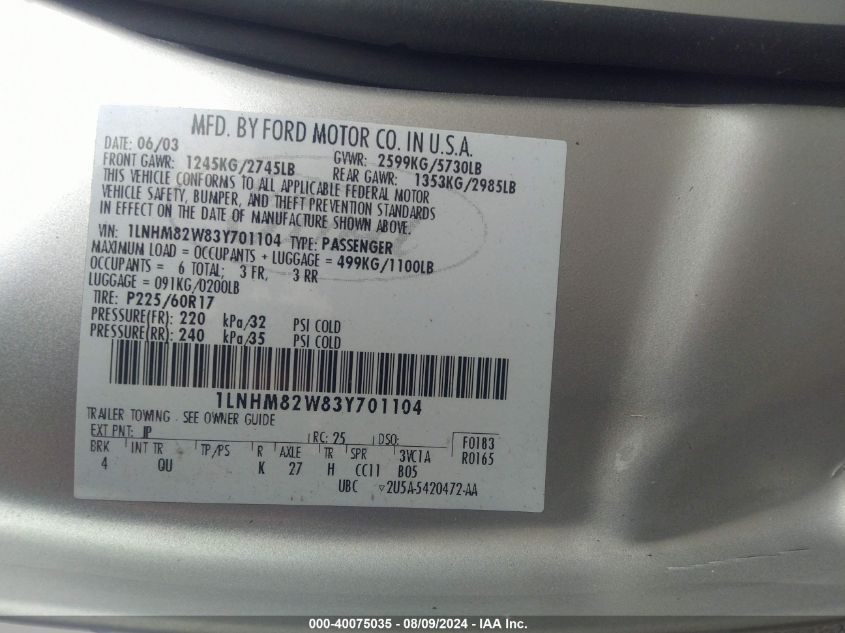 MFD. BY FORD MOTOR CO. IN U.S.A.
DATE: 06/03 GVWR: 2599KG/5730LB
FRONT GAWR: 1245KG/2745LB REAR GAWR: 1353KG/2985LB
THIS VEHICLE CONFORMS TO ALL APPLICABLE FEDERAL MOTOR
VEHICLE SAFETY, BUMPER, AND THEFT PREVENTION STANDARDS
IN EFFECT ON THE DATE OF MANUFACTURE SHOWN ABOVE.
VIN: 1LNHM82W83Y701104 TYPE: PASSENGER
MAXIMUM LOAD = OCCUPANTS + LUGGAGE = 499KG/1100LB
OCCUPANTS = 6 TOTAL; 3 FR, 3 RR
LUGGAGE = 091KG/0200LB
TIRE: P225/60R17
PRESSURE(FR): 220 kPa/32 PSI COLD
PRESSURE(RR): 240 kPa/35 PSI COLD
1LNHM82W83Y701104
TRAILER TOWING - SEE OWNER GUIDE
EXT PNT: JP RC: 25 DSO: F0183
BRK INT TR TP/PS R AXLE TR SPR 3VC1A R0165
4 QU K 27 H CC11 B05
UBC ▽2U5A-5420472-AA
000-40075035 - 08/09/2024 - IAA Inc.